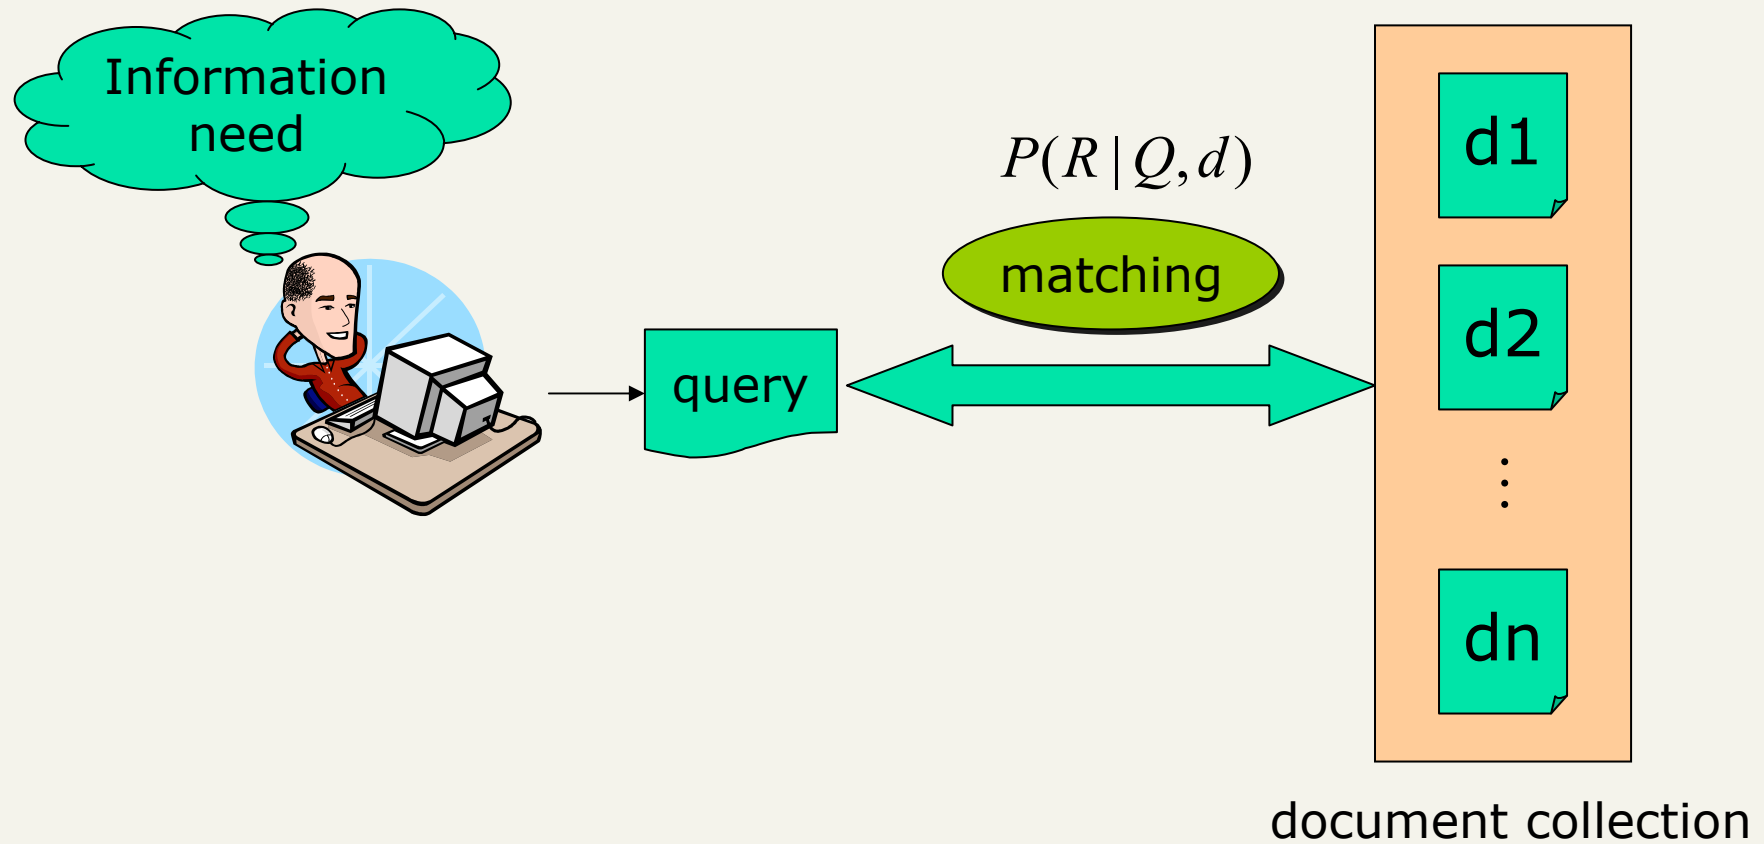 Information
need
P(R|Q,d)
matching
query
d1
d2
⋮
dn
document collection